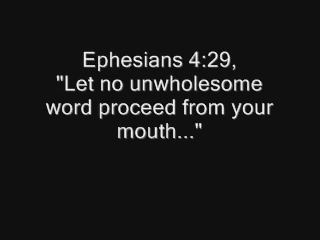 Ephesians 4:29,
"Let no unwholesome
word proceed from your
mouth..."